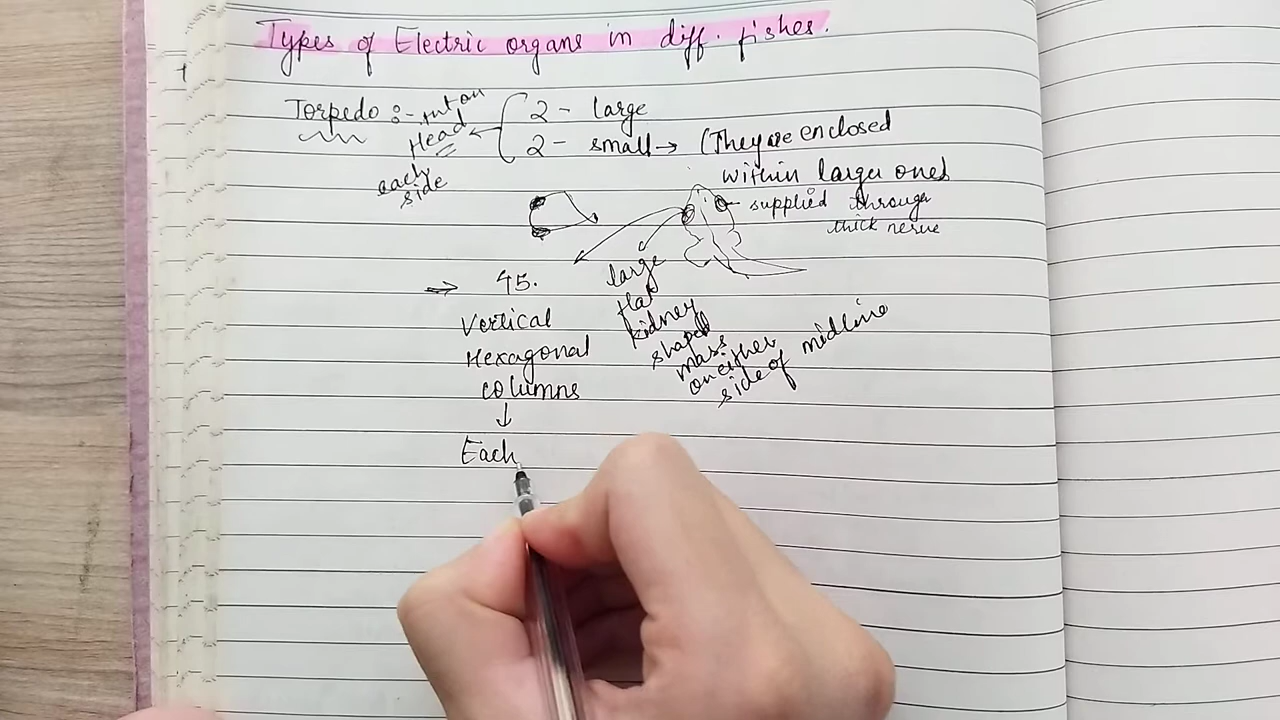 Types of Electric organs in diff. fishes.
Torpedo :- 
Head
each
side
2 - large
2 - small → (They are enclosed
within larger ones
supplied through
thick nerve
⇒ 45.
Vertical
Hexagonal
columns
↓
Each
large
flat
kidney
shaped
mass
on either
side of midline